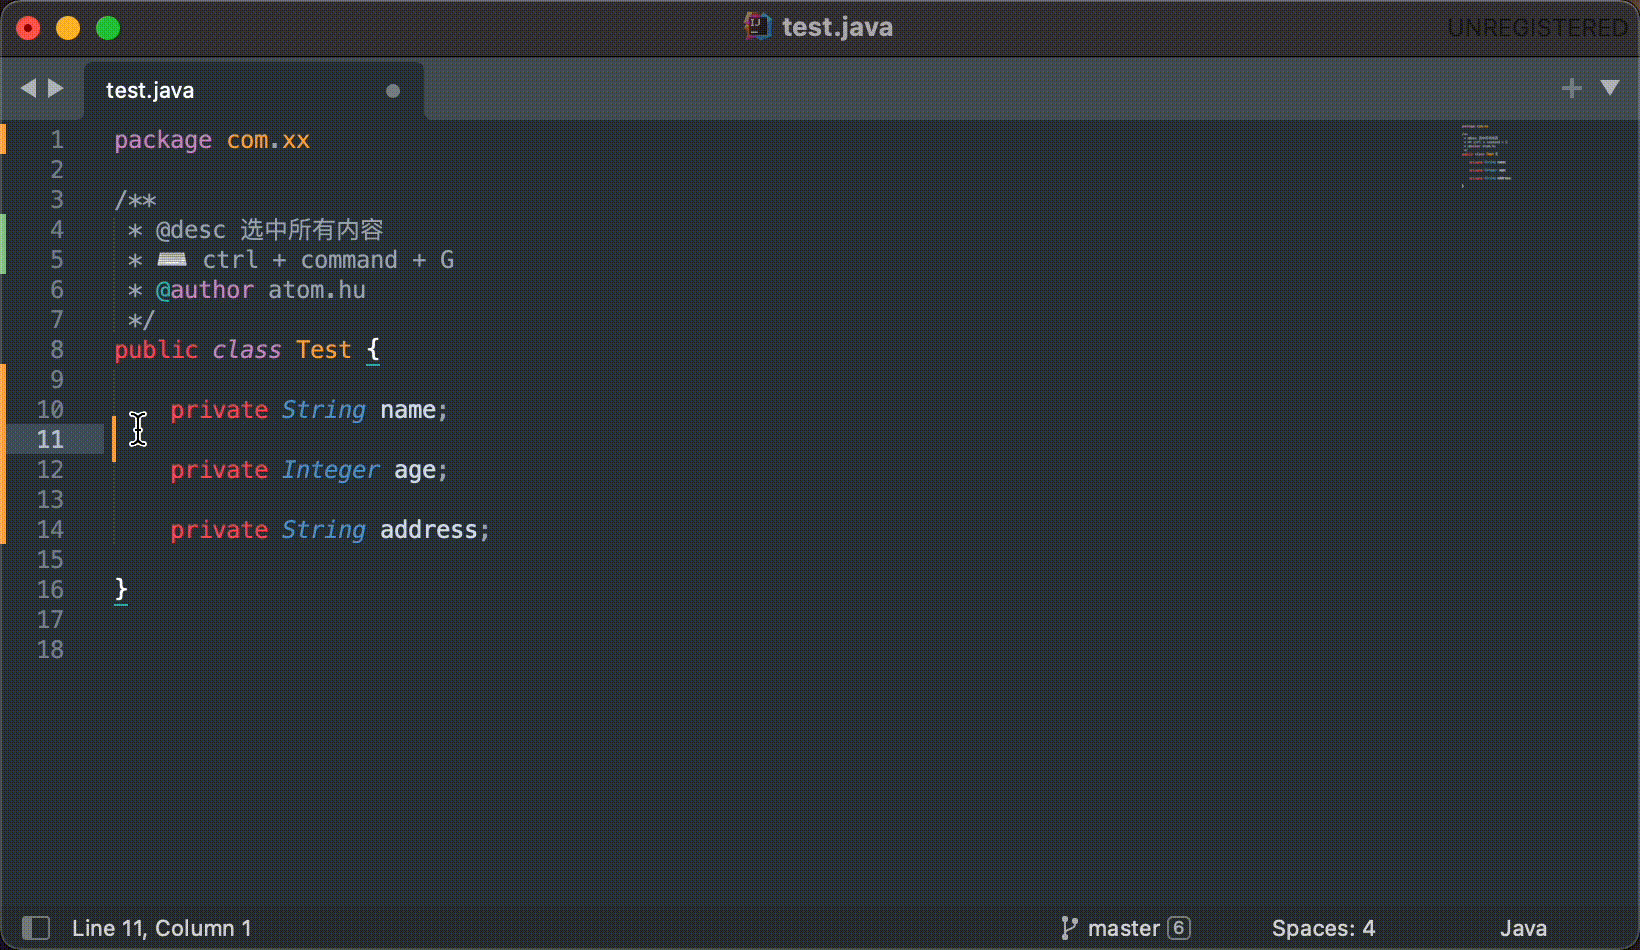 test.java
UNREGISTERED
test.java
1 package com.xx
2
3 /**
4  * @desc 选中所有内容
5  * ⌨️ ctrl + command + G
6  * @author atom.hu
7  */
8 public class Test {
9
10     private String name;
11
12     private Integer age;
13
14     private String address;
15
16 }
17
18
Line 11, Column 1
master 6
Spaces: 4
Java